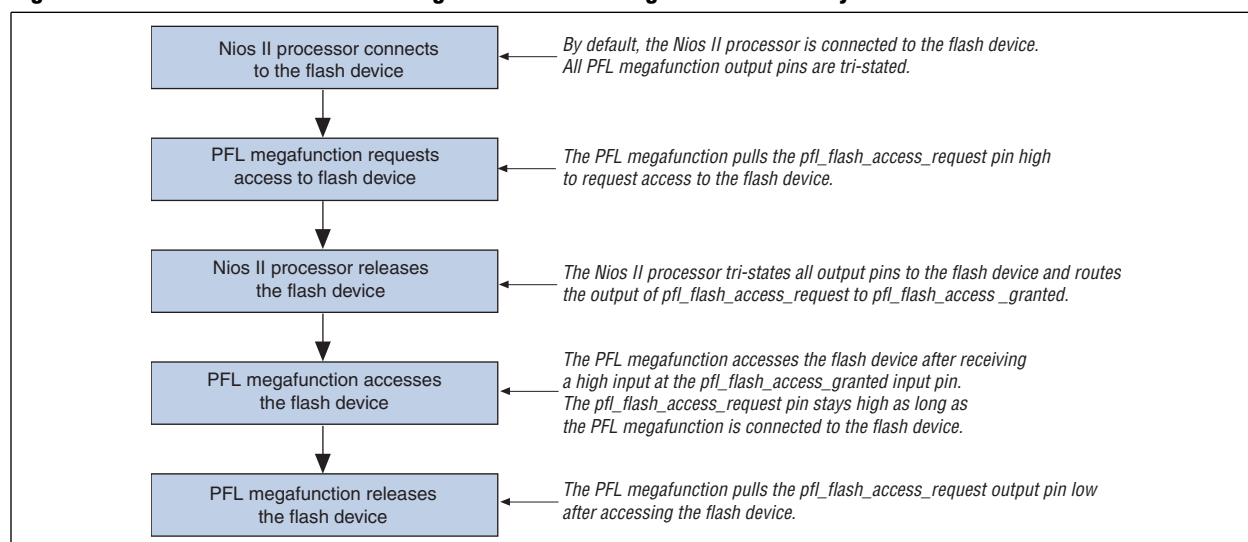 Nios II processor connects
to the flash device
By default, the Nios II processor is connected to the flash device.
All PFL megafunction output pins are tri-stated.
PFL megafunction requests
access to flash device
The PFL megafunction pulls the pfl_flash_access_request pin high
to request access to the flash device.
Nios II processor releases
the flash device
The Nios II processor tri-states all output pins to the flash device and routes
the output of pfl_flash_access_request to pfl_flash_access _granted.
PFL megafunction accesses
the flash device
The PFL megafunction accesses the flash device after receiving
a high input at the pfl_flash_access_granted input pin.
The pfl_flash_access_request pin stays high as long as
the PFL megafunction is connected to the flash device.
PFL megafunction releases
the flash device
The PFL megafunction pulls the pfl_flash_access_request output pin low
after accessing the flash device.